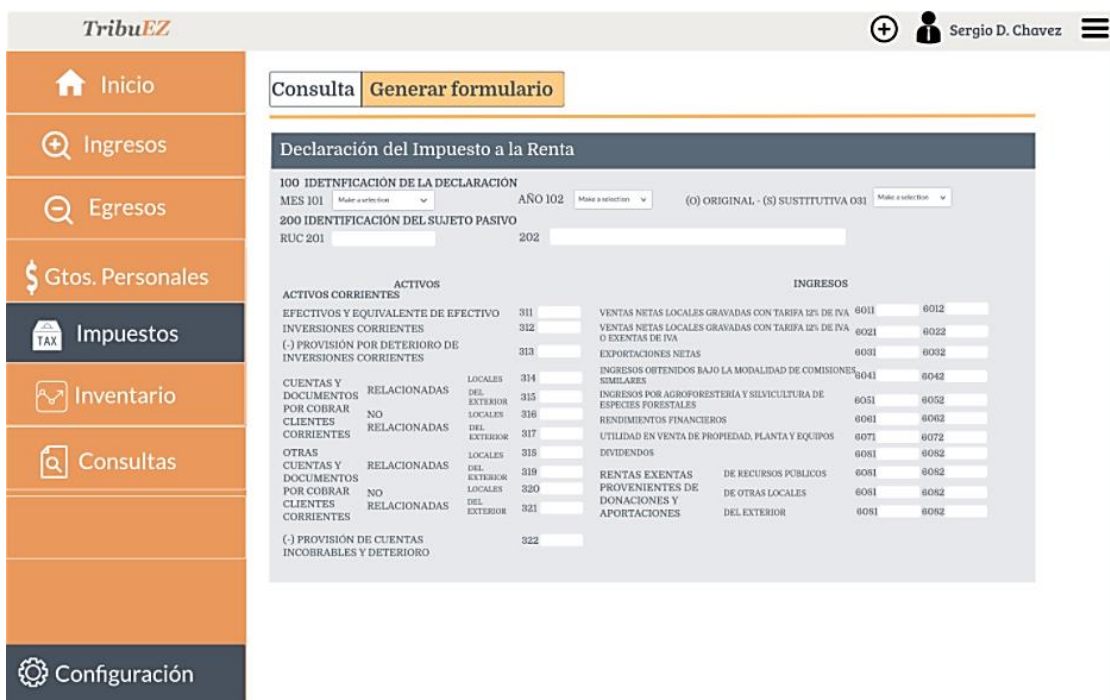 TribuEZ
Sergio D. Chavez
Inicio
Ingresos
Egresos
$ Gtos. Personales
TAX Impuestos
Inventario
Consultas
Configuración
Consulta Generar formulario
Declaración del Impuesto a la Renta
100 IDETNFICACIÓN DE LA DECLARACIÓN
MES 101 Make a selection AÑO 102 Make a selection (O) ORIGINAL - (S) SUSTITUTIVA 031 Make a selection
200 IDENTIFICACIÓN DEL SUJETO PASIVO
RUC 201 202
ACTIVOS
ACTIVOS CORRIENTES
EFECTIVOS Y EQUIVALENTE DE EFECTIVO 311
INVERSIONES CORRIENTES 312
(-) PROVISIÓN POR DETERIORO DE
INVERSIONES CORRIENTES 313
CUENTAS Y
DOCUMENTOS
POR COBRAR
CLIENTES
CORRIENTES
RELACIONADAS
LOCALES 314
DEL
EXTERIOR 315
NO
RELACIONADAS
LOCALES 316
DEL
EXTERIOR 317
OTRAS
CUENTAS Y
DOCUMENTOS
POR COBRAR
CLIENTES
CORRIENTES
RELACIONADAS
LOCALES 318
DEL
EXTERIOR 319
NO
RELACIONADAS
LOCALES 320
DEL
EXTERIOR 321
(-) PROVISIÓN DE CUENTAS
INCOBRABLES Y DETERIORO 322
INGRESOS
VENTAS NETAS LOCALES GRAVADAS CON TARIFA 12% DE IVA 6011 6012
VENTAS NETAS LOCALES GRAVADAS CON TARIFA 12% DE IVA
O EXENTAS DE IVA 6021 6022
EXPORTACIONES NETAS 6031 6032
INGRESOS OBTENIDOS BAJO LA MODALIDAD DE COMISIONES
SIMILARES 6041 6042
INGRESOS POR AGROFORESTERÍA Y SILVICULTURA DE
ESPECIES FORESTALES 6051 6052
RENDIMIENTOS FINANCIEROS 6061 6062
UTILIDAD EN VENTA DE PROPIEDAD, PLANTA Y EQUIPOS 6071 6072
DIVIDENDOS 6081 6082
RENTAS EXENTAS
PROVENIENTES DE
DONACIONES Y
APORTACIONES
DE RECURSOS PÚBLICOS 6081 6082
DE OTRAS LOCALES 6081 6082
DEL EXTERIOR 6081 6082